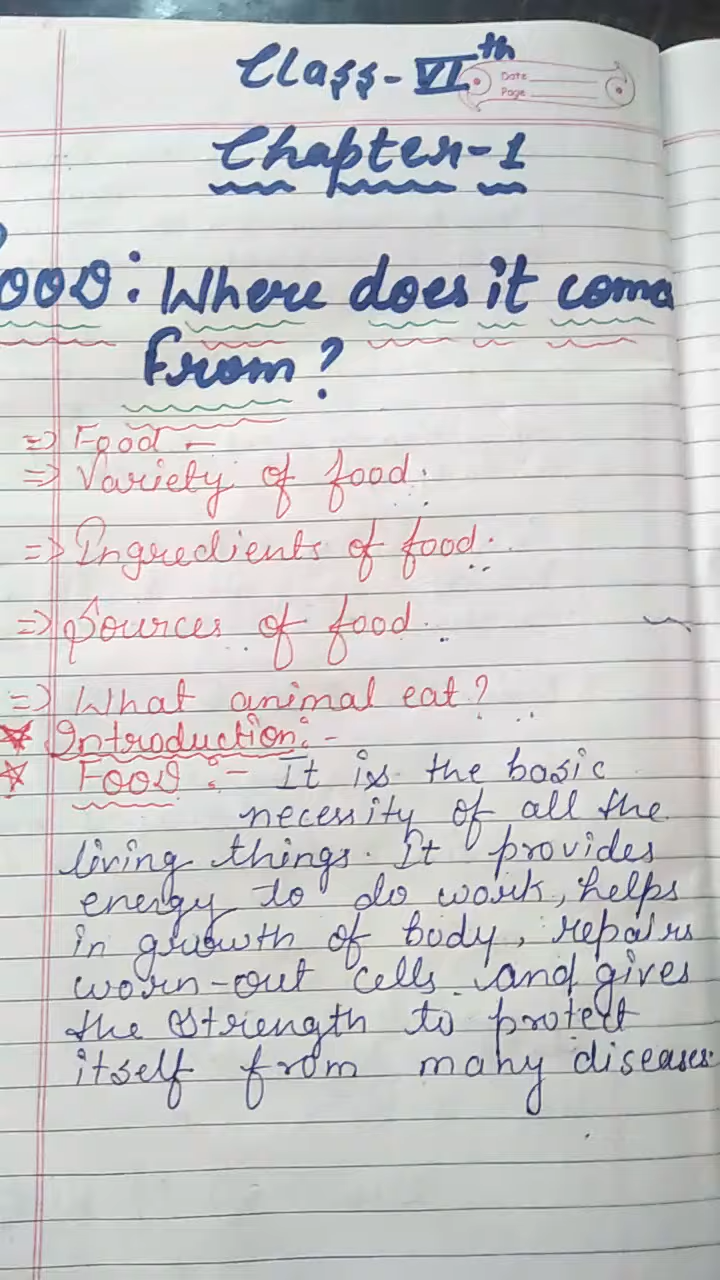 Class-VIth
Date
Page
Chapter-1
ood: Where does it come
From?
=> Food -
=> Variety of food.
=> Ingredients of food.
=> Sources of food.
=> What animal eat?
Introduction:-
Food :- It is the basic
necessity of all the
living things. It provides
energy to do work, helps
in growth of body, repairs
worn-out cells and gives
the strength to protect
itself from many diseases.